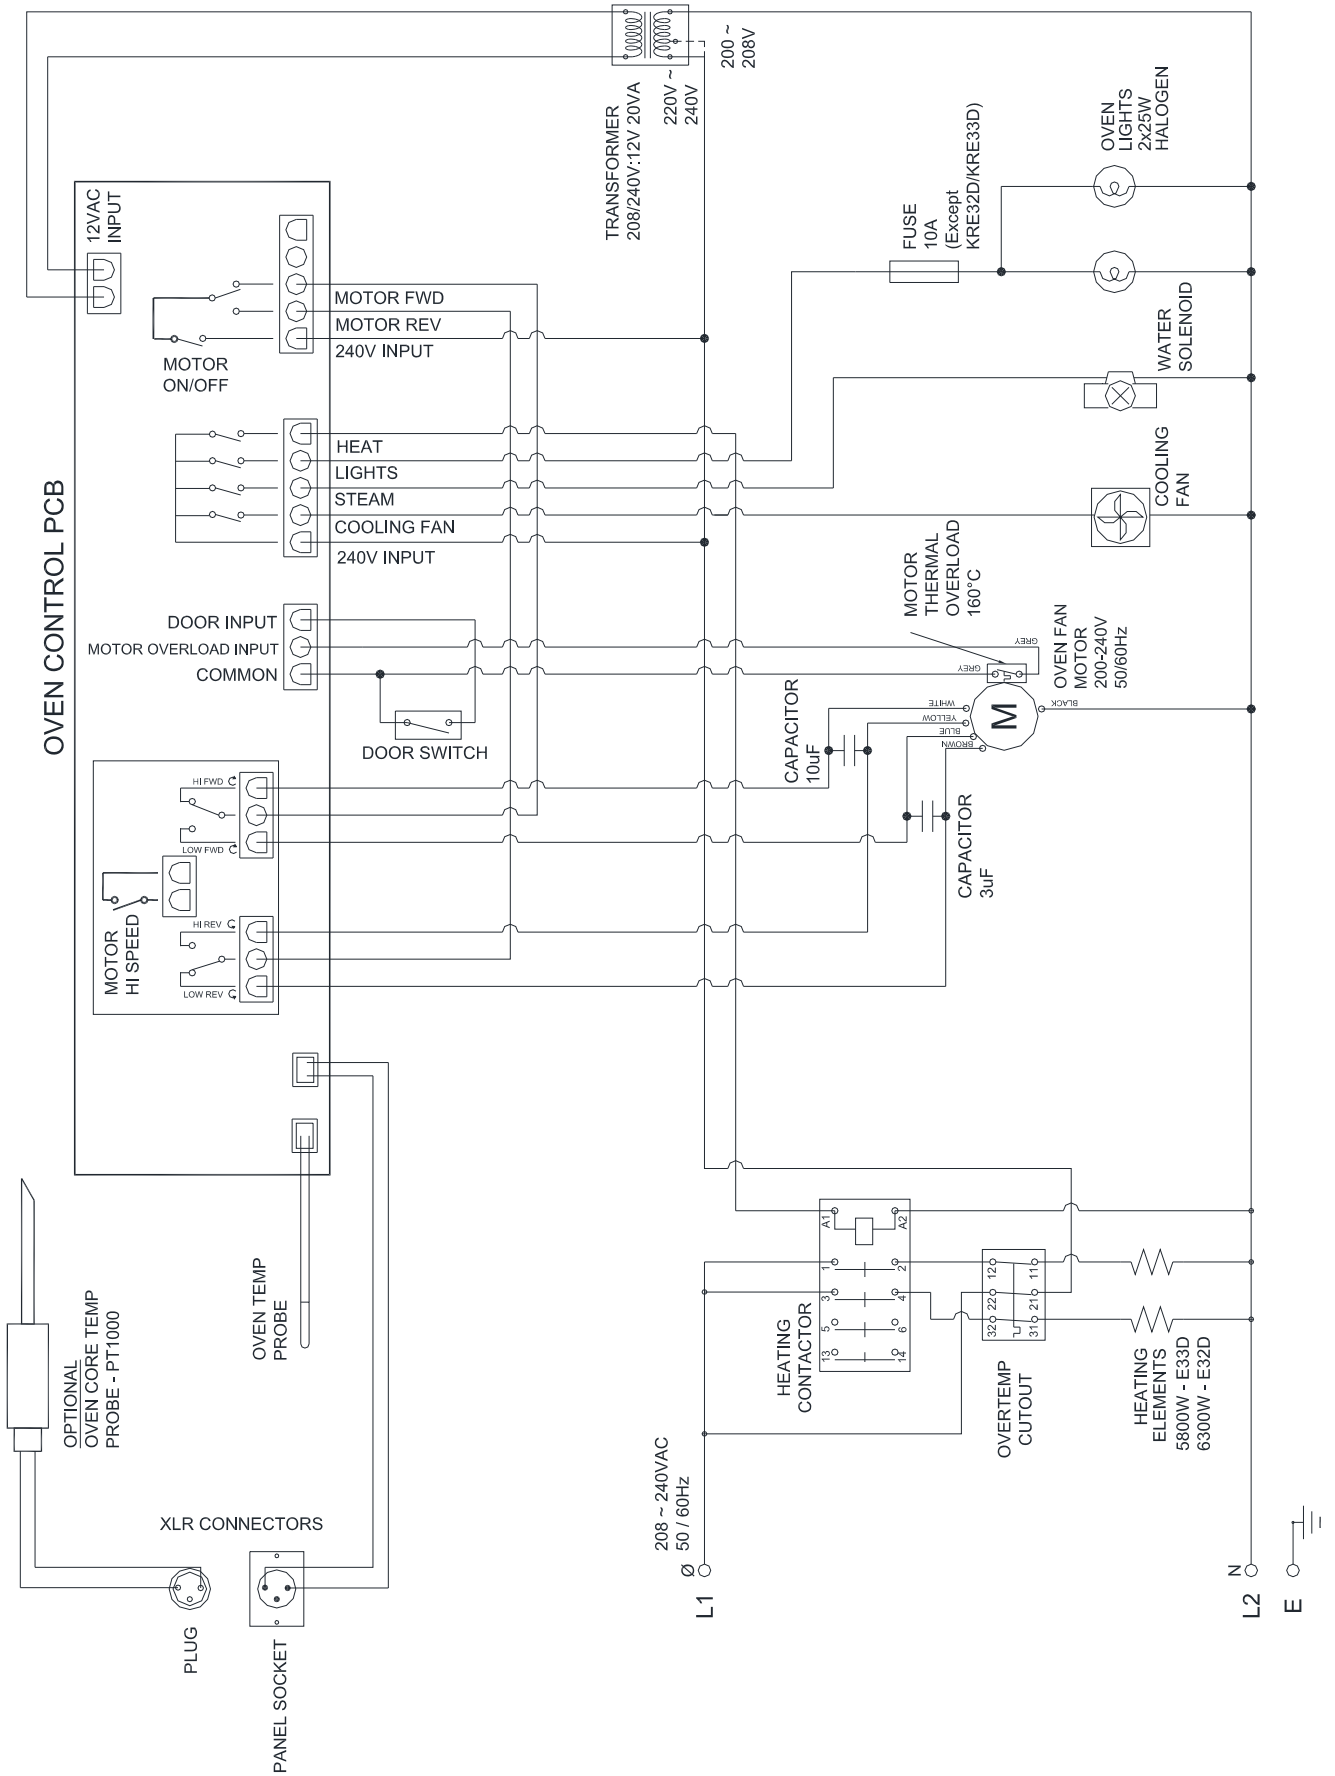 200 ~
208V
TRANSFORMER
208/240V:12V 20VA
220V ~
240V
OVEN
LIGHTS
2x25W
HALOGEN
FUSE
10A
(Except
KRE32D/KRE33D)
12VAC
INPUT
MOTOR FWD
MOTOR REV
240V INPUT
MOTOR
ON/OFF
WATER
SOLENOID
HEAT
LIGHTS
STEAM
COOLING FAN
240V INPUT
COOLING
FAN
OVEN CONTROL PCB
DOOR INPUT
MOTOR OVERLOAD INPUT
COMMON
DOOR SWITCH
MOTOR
THERMAL
OVERLOAD
160°C
GREY
GREY
OVEN FAN
MOTOR
200-240V
50/60Hz
WHITE
YELLOW
BLUE
BROWN
BLACK
M
CAPACITOR
10uF
CAPACITOR
3uF
HI FWD
LOW FWD
MOTOR
HI SPEED
HI REV
LOW REV
OVEN TEMP
PROBE
OPTIONAL
OVEN CORE TEMP
PROBE - PT1000
XLR CONNECTORS
PLUG
PANEL SOCKET
A1
A2
1
2
3
4
5
6
13
14
HEATING
CONTACTOR
12
11
22
21
32
31
OVERTEMP
CUTOUT
HEATING
ELEMENTS
5800W - E33D
6300W - E32D
208 ~ 240VAC
50 / 60Hz
Ø
L1
N
L2
E